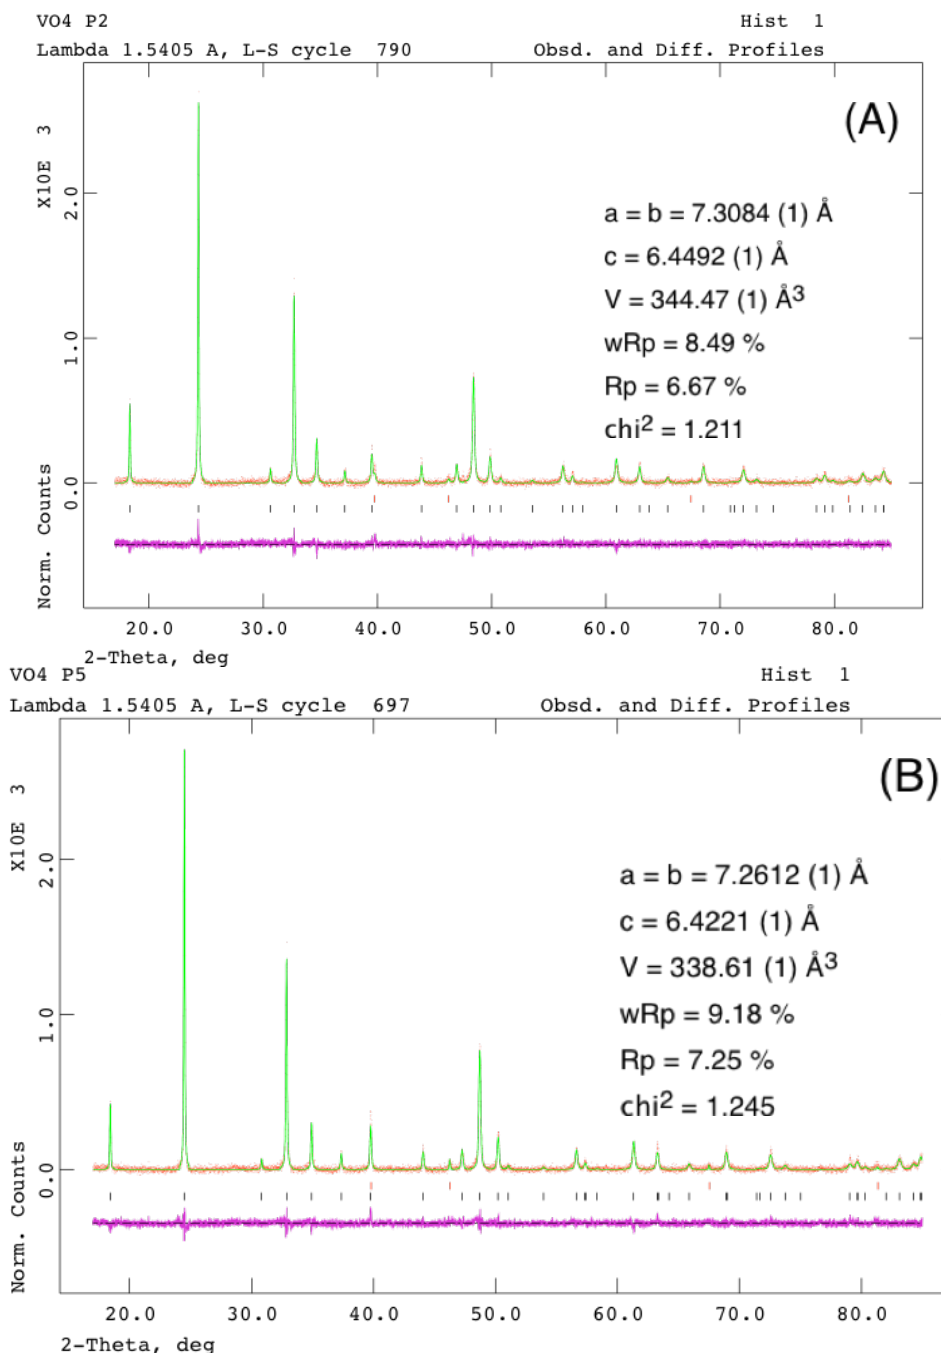 VO4 P2 Hist 1
Lambda 1.5405 A, L-S cycle 790 Obsd. and Diff. Profiles
(A)
X10E 3
Norm. Counts
2.0
1.0
0.0
a = b = 7.3084 (1) Å
c = 6.4492 (1) Å
V = 344.47 (1) Å³
wRp = 8.49 %
Rp = 6.67 %
chi² = 1.211
20.0 30.0 40.0 50.0 60.0 70.0 80.0
2-Theta, deg
VO4 P5 Hist 1
Lambda 1.5405 A, L-S cycle 697 Obsd. and Diff. Profiles
(B)
X10E 3
Norm. Counts
2.0
1.0
0.0
a = b = 7.2612 (1) Å
c = 6.4221 (1) Å
V = 338.61 (1) Å³
wRp = 9.18 %
Rp = 7.25 %
chi² = 1.245
20.0 30.0 40.0 50.0 60.0 70.0 80.0
2-Theta, deg